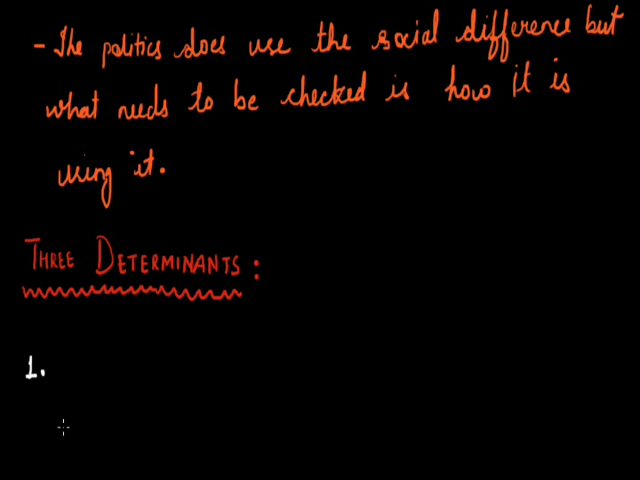 - The politics does use the social difference but
what needs to be checked is how it is
using it.
THREE DETERMINANTS :
1.